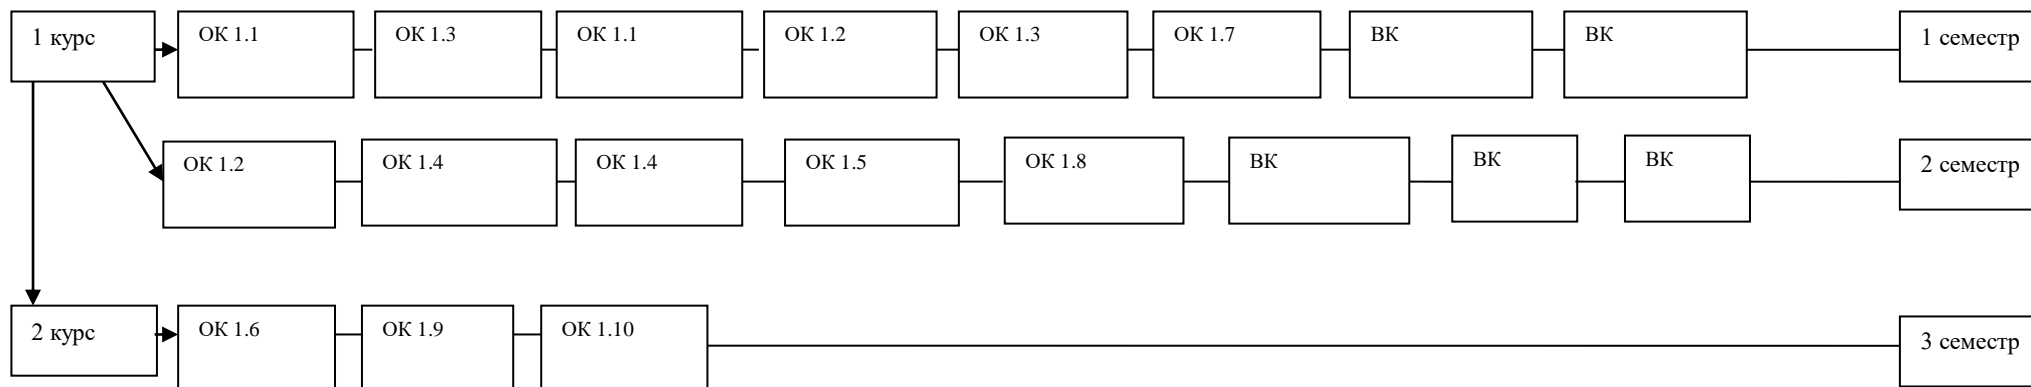 1 курс
ОК 1.1
ОК 1.3
ОК 1.1
ОК 1.2
ОК 1.3
ОК 1.7
ВК
ВК
1 семестр
ОК 1.2
ОК 1.4
ОК 1.4
ОК 1.5
ОК 1.8
ВК
ВК
ВК
2 семестр
2 курс
ОК 1.6
ОК 1.9
ОК 1.10
3 семестр